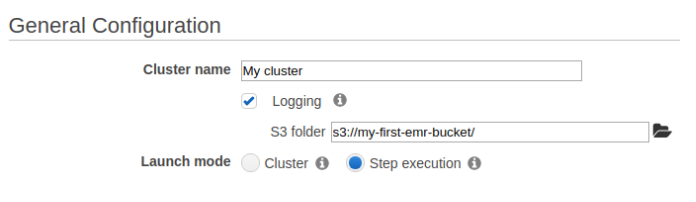 General Configuration
Cluster name My cluster
Logging
S3 folder s3://my-first-emr-bucket/
Launch mode Cluster Step execution